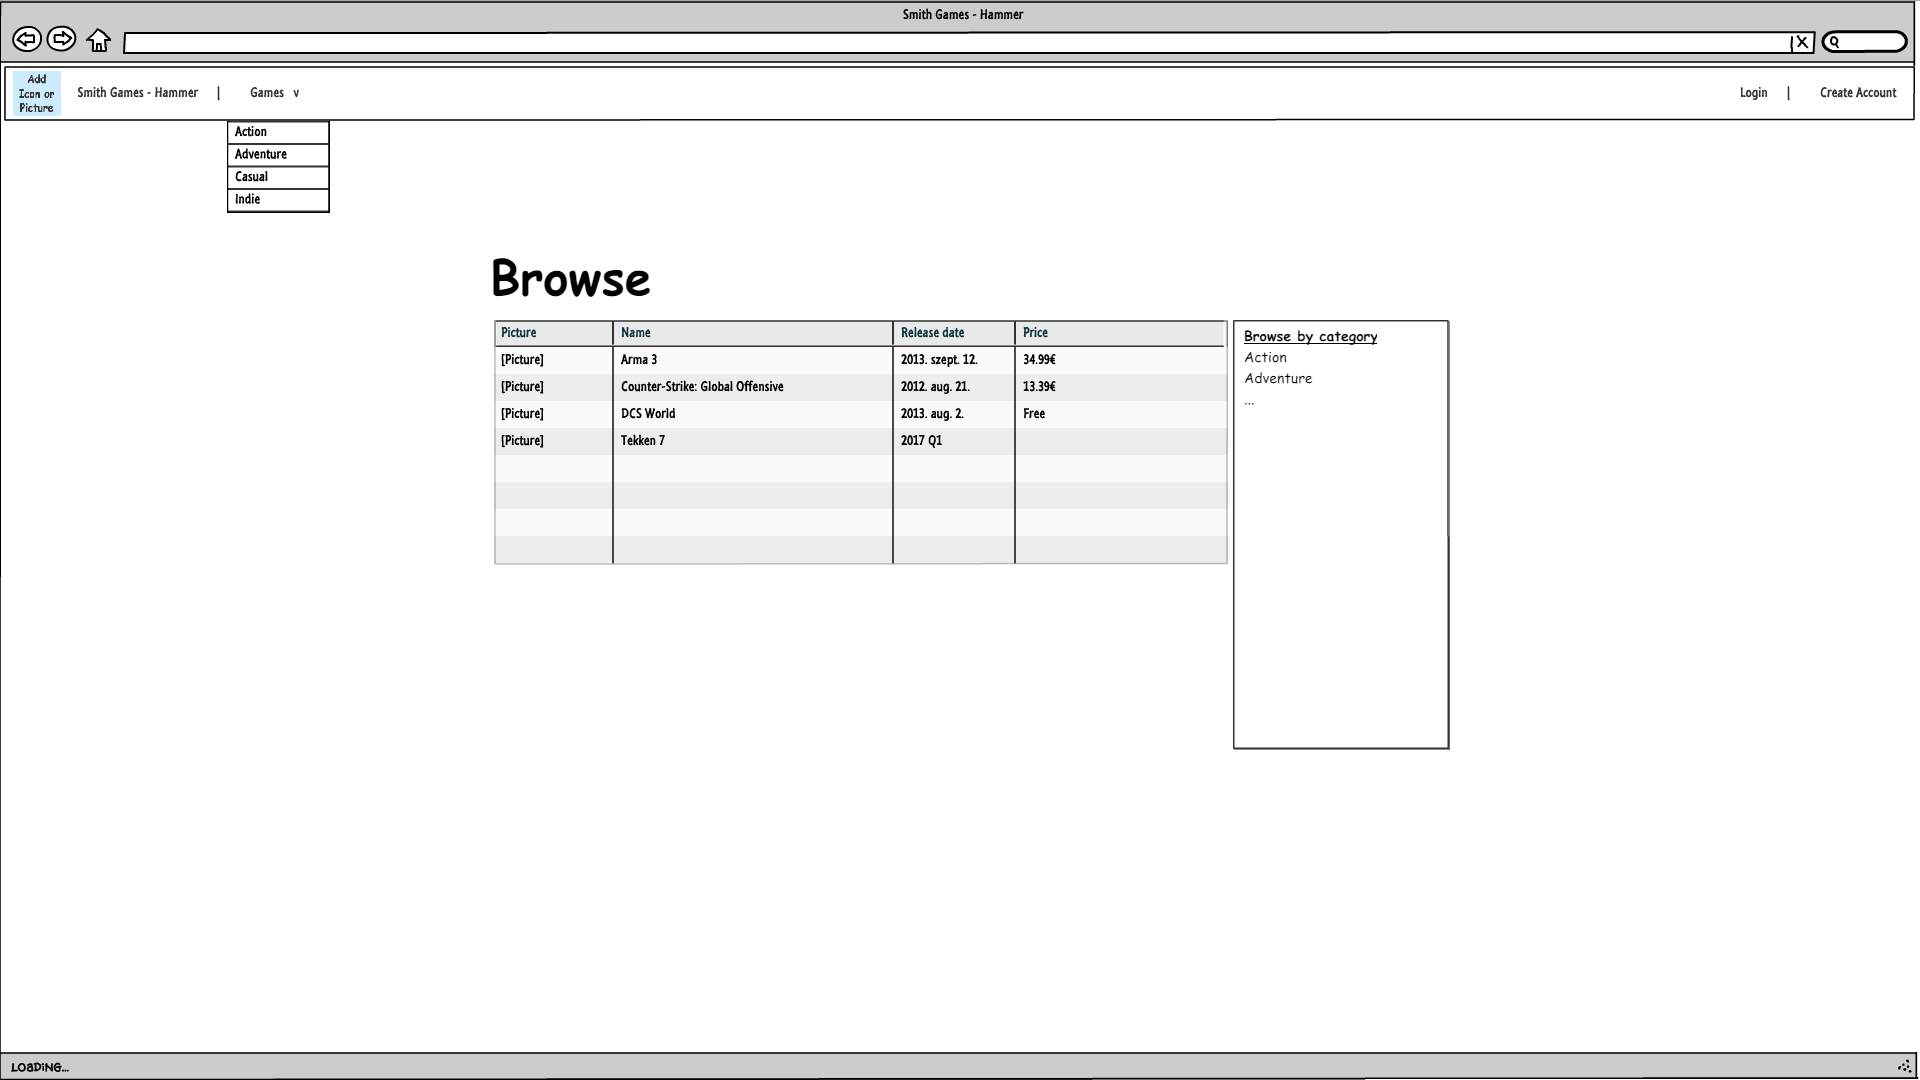 Smith Games - Hammer
Add
Icon or
Picture
Smith Games - Hammer | Games v
Login | Create Account
Action
Adventure
Casual
Indie
Browse
Picture Name Release date Price
[Picture] Arma 3 2013. szept. 12. 34.99€
[Picture] Counter-Strike: Global Offensive 2012. aug. 21. 13.39€
[Picture] DCS World 2013. aug. 2. Free
[Picture] Tekken 7 2017 Q1
Browse by category
Action
Adventure
...
LOADING...